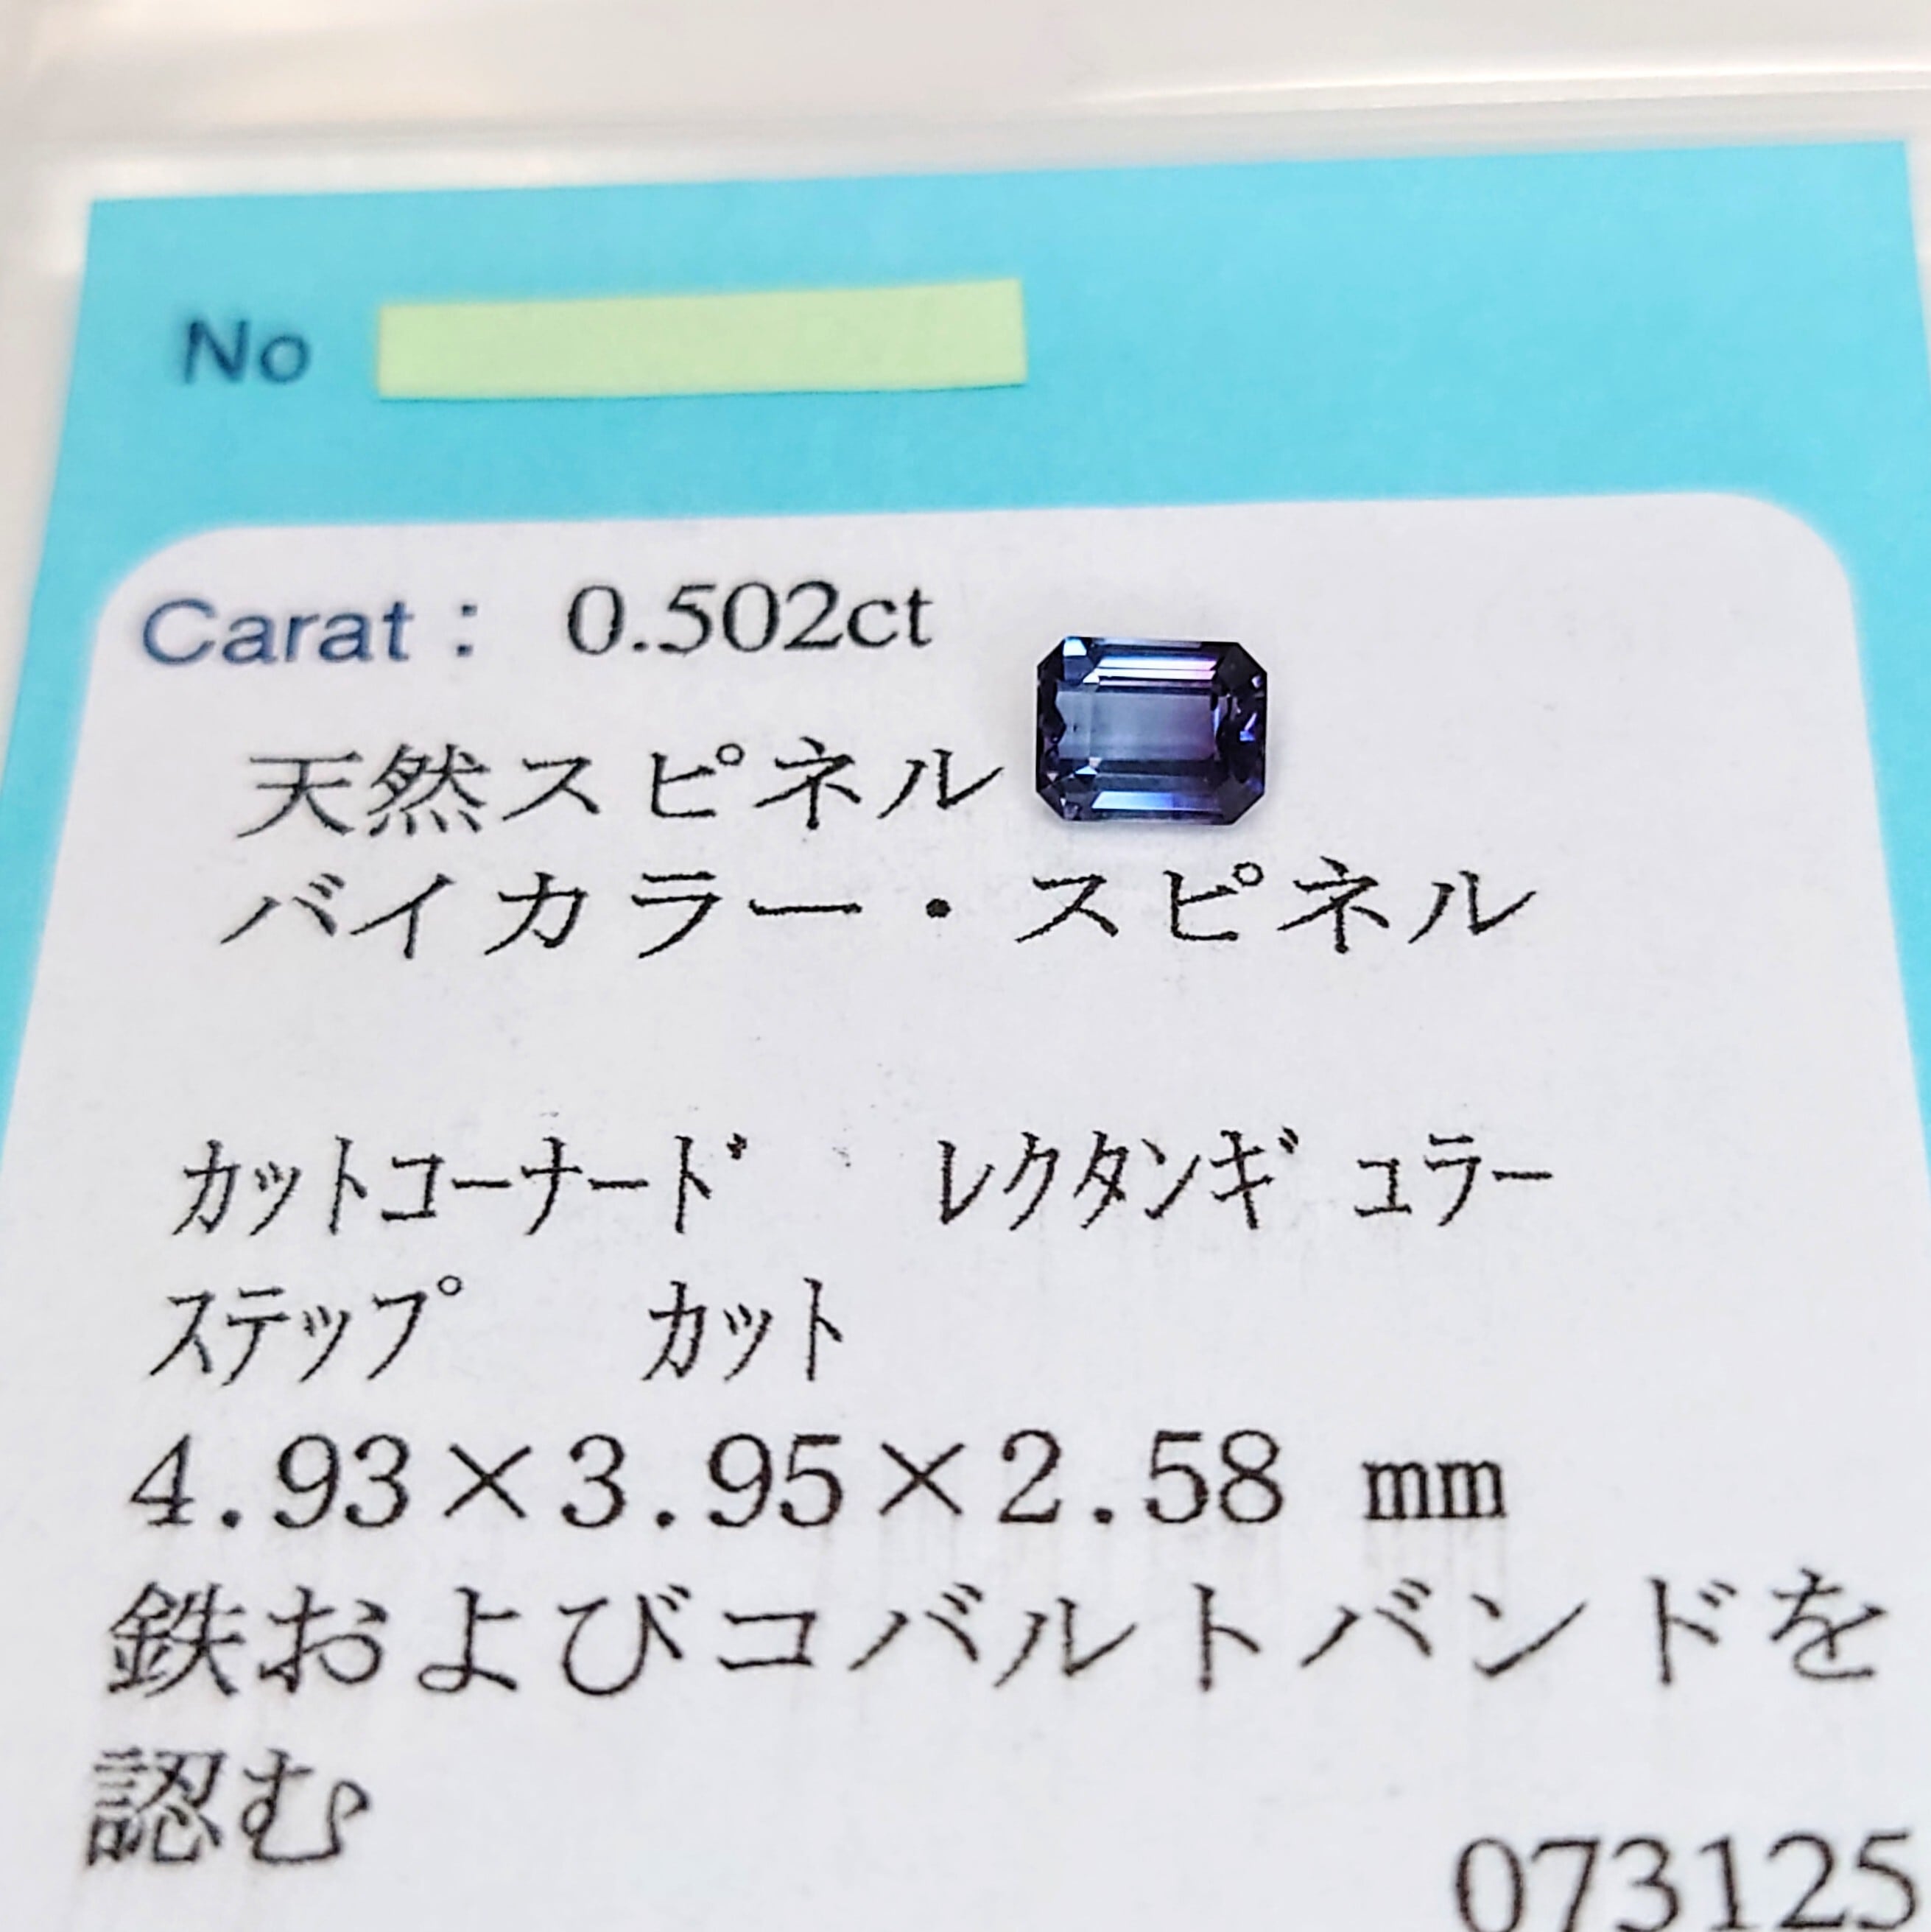 No
Carat : 0.502ct
天然スピネル
バイカラー・スピネル
ｶｯﾄｺｰﾅｰﾄﾞ ﾚｸﾀﾝｷﾞｭﾗｰ
ｽﾃｯﾌﾟ ｶｯﾄ
4.93×3.95×2.58 mm
鉄およびコバルトバンドを
認む
073125